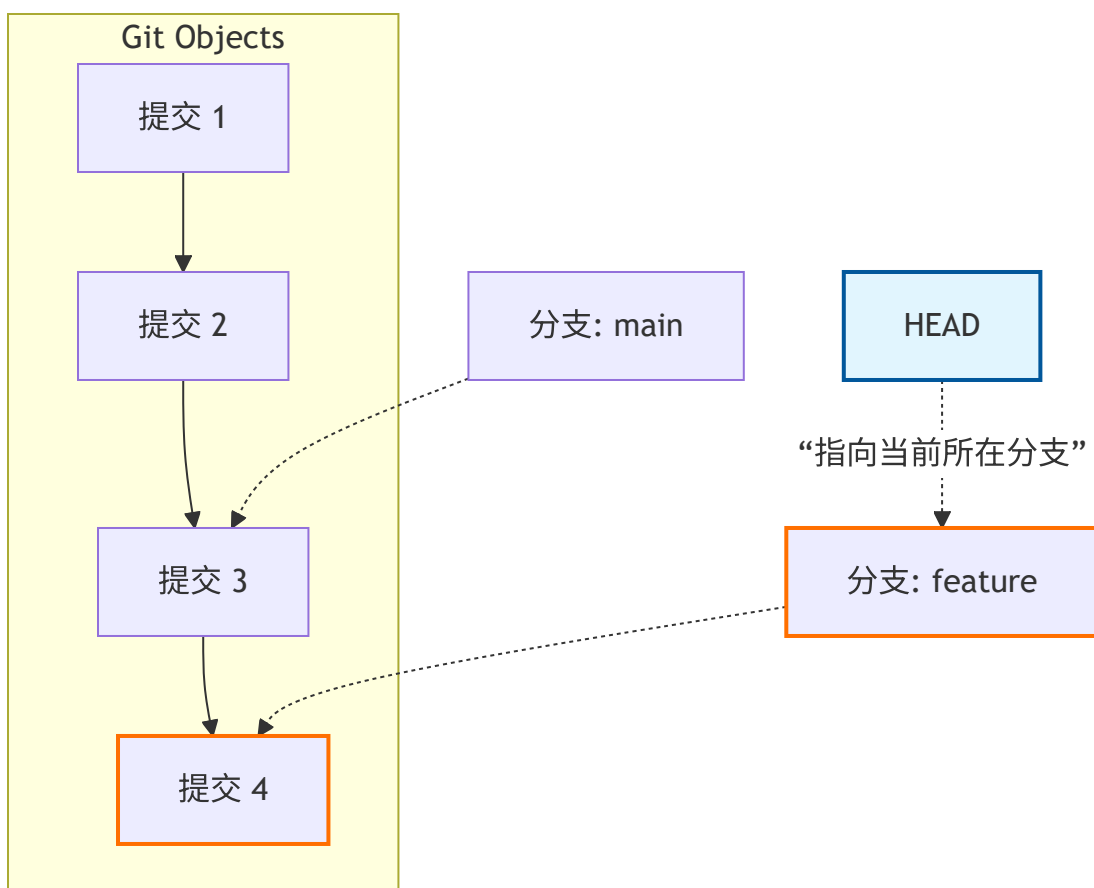 Git Objects
提交 1
提交 2
分支: main
HEAD
“指向当前所在分支”
提交 3
分支: feature
提交 4